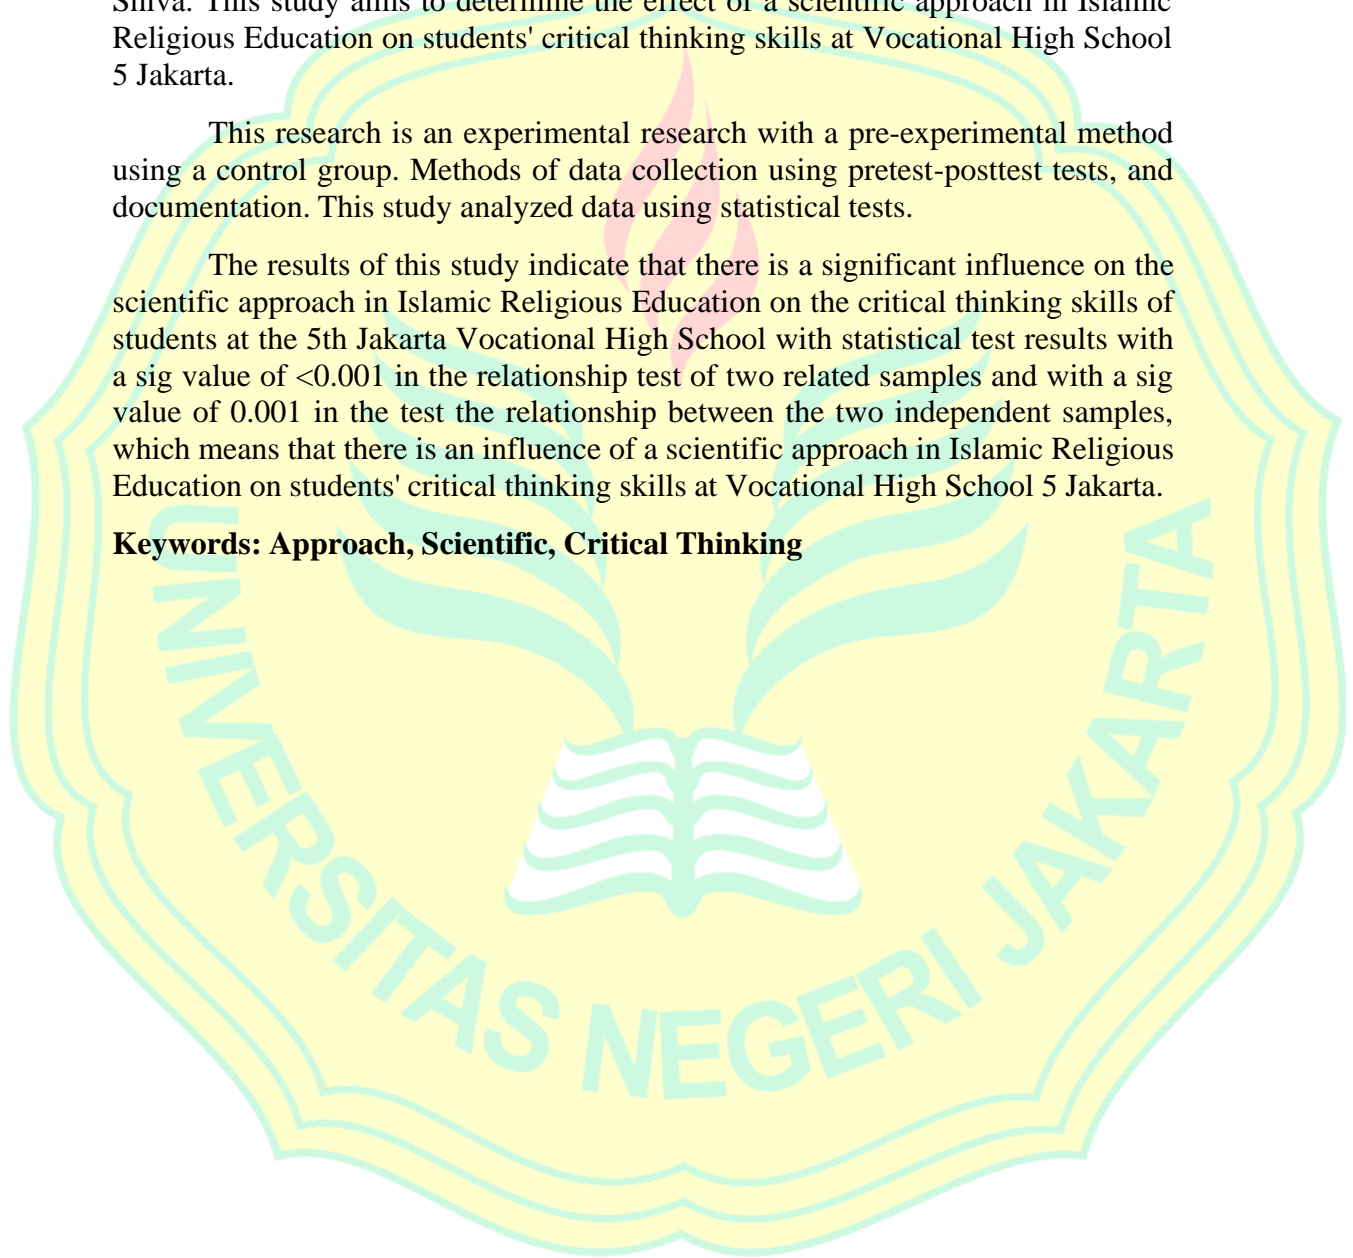 Shiva. This study aims to determine the effect of a scientific approach in Islamic
Religious Education on students' critical thinking skills at Vocational High School
5 Jakarta.
This research is an experimental research with a pre-experimental method
using a control group. Methods of data collection using pretest-posttest tests, and
documentation. This study analyzed data using statistical tests.
The results of this study indicate that there is a significant influence on the
scientific approach in Islamic Religious Education on the critical thinking skills of
students at the 5th Jakarta Vocational High School with statistical test results with
a sig value of <0.001 in the relationship test of two related samples and with a sig
value of 0.001 in the test the relationship between the two independent samples,
which means that there is an influence of a scientific approach in Islamic Religious
Education on students' critical thinking skills at Vocational High School 5 Jakarta.
Keywords: Approach, Scientific, Critical Thinking
UNIVERSITAS NEGERI JAKARTA